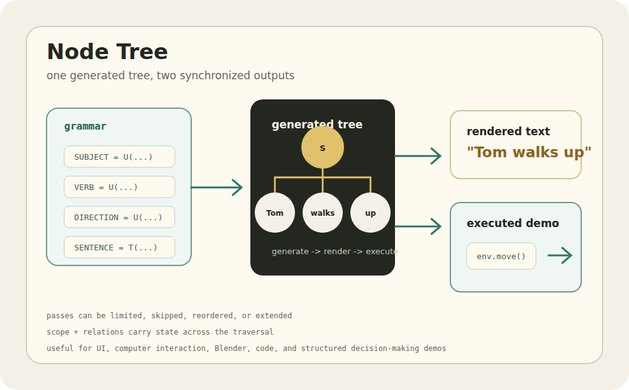 Node Tree
one generated tree, two synchronized outputs
grammar
SUBJECT = U(...)
VERB = U(...)
DIRECTION = U(...)
SENTENCE = T(...)
generated tree
S
Tom
walks
up
generate -> render -> execute
rendered text
"Tom walks up"
executed demo
env.move()
passes can be limited, skipped, reordered, or extended
scope + relations carry state across the traversal
useful for UI, computer interaction, Blender, code, and structured decision-making demos